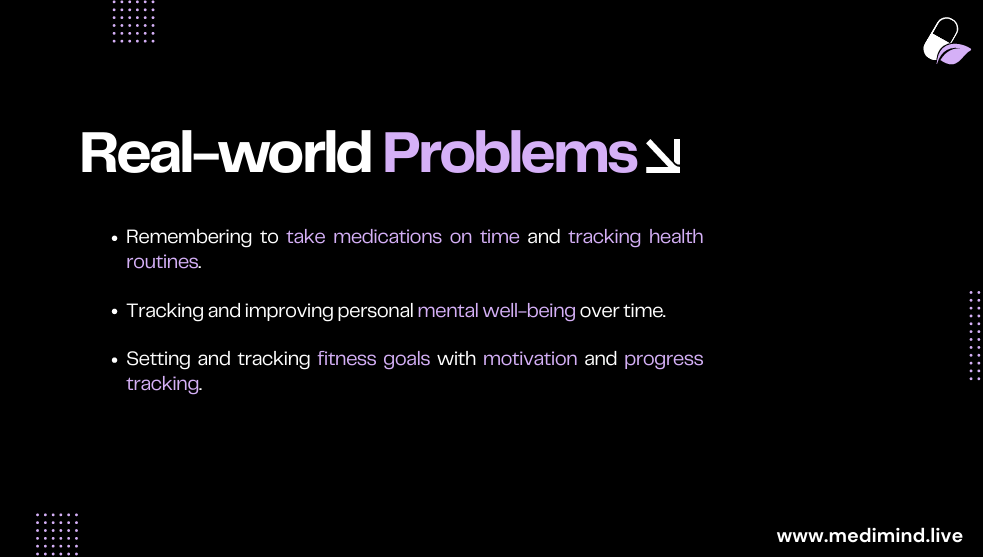 Real-world Problems
• Remembering to take medications on time and tracking health
routines.
• Tracking and improving personal mental well-being over time.
• Setting and tracking fitness goals with motivation and progress
tracking.
www.medimind.live